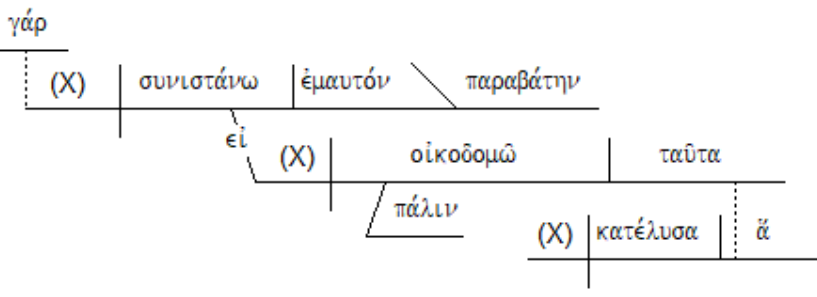 γάρ
(X) συνιστάνω ἐμαυτόν παραβάτην
εἰ
(X) οἰκοδομῶ ταῦτα
πάλιν
(X) κατέλυσα ἅ